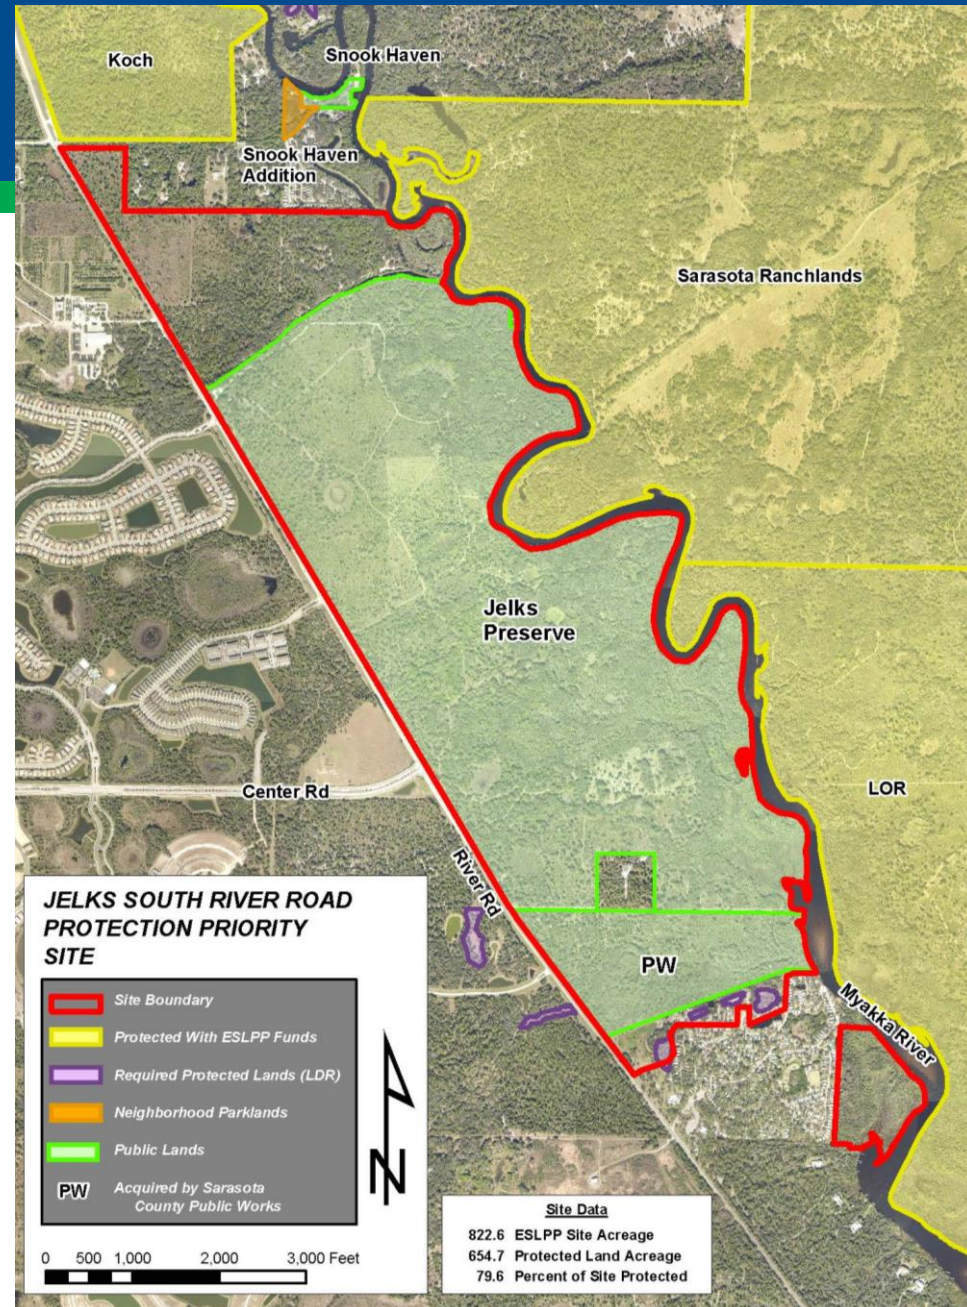 Koch
Snook Haven
Snook Haven
Addition
Sarasota Ranchlands
Jelks
Preserve
Center Rd
LOR
River Rd
PW
Myakka River
JELKS SOUTH RIVER ROAD
PROTECTION PRIORITY
SITE
Site Boundary
Protected With ESLPP Funds
Required Protected Lands (LDR)
Neighborhood Parklands
Public Lands
PW Acquired by Sarasota
County Public Works
N
0 500 1,000 2,000 3,000 Feet
Site Data
822.6 ESLPP Site Acreage
654.7 Protected Land Acreage
79.6 Percent of Site Protected